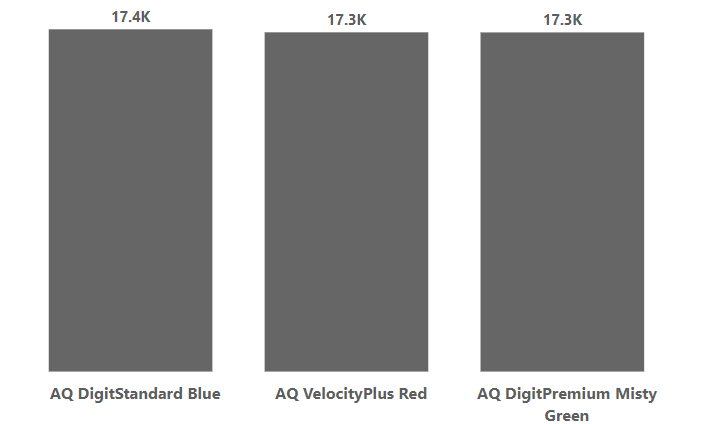 17.4K
17.3K
17.3K
AQ DigitStandard Blue
AQ VelocityPlus Red
AQ DigitPremium Misty
Green